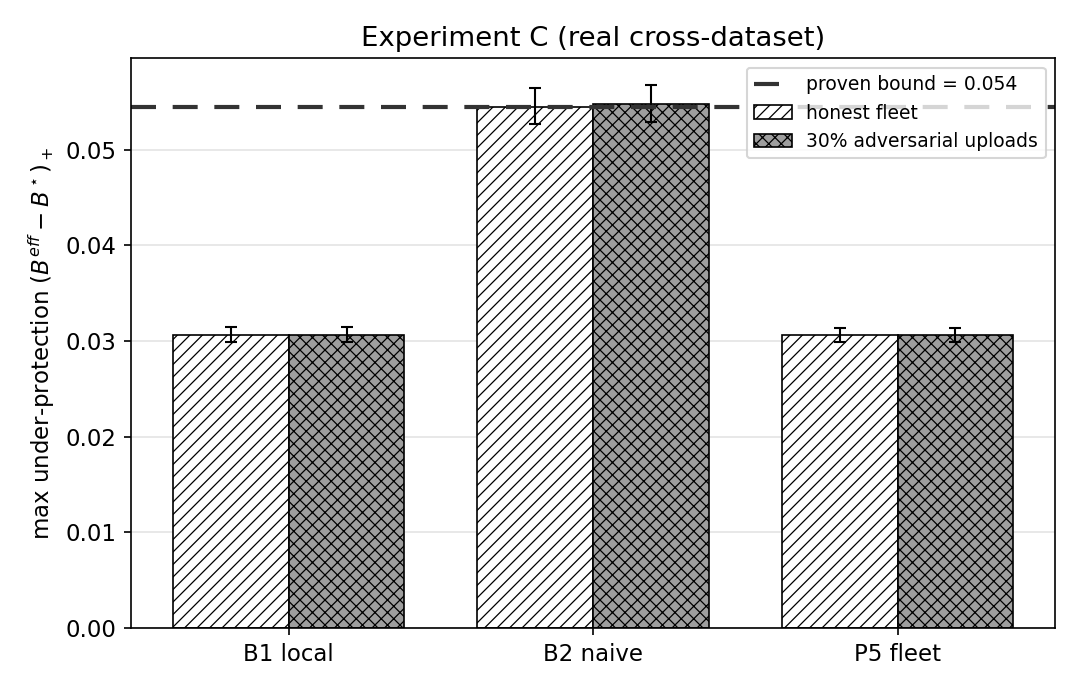 Experiment C (real cross-dataset)
max under-protection (B^eff − B^⋆)_+
0.05
0.04
0.03
0.02
0.01
0.00
proven bound = 0.054
honest fleet
30% adversarial uploads
B1 local
B2 naive
P5 fleet